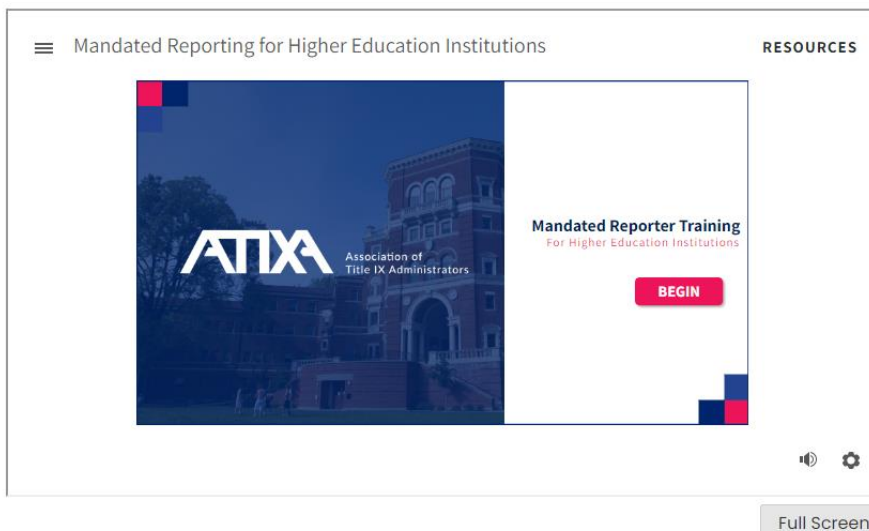 Mandated Reporting for Higher Education Institutions
RESOURCES
ATIXA
Association of
Title IX Administrators
Mandated Reporter Training
For Higher Education Institutions
BEGIN
Full Screen